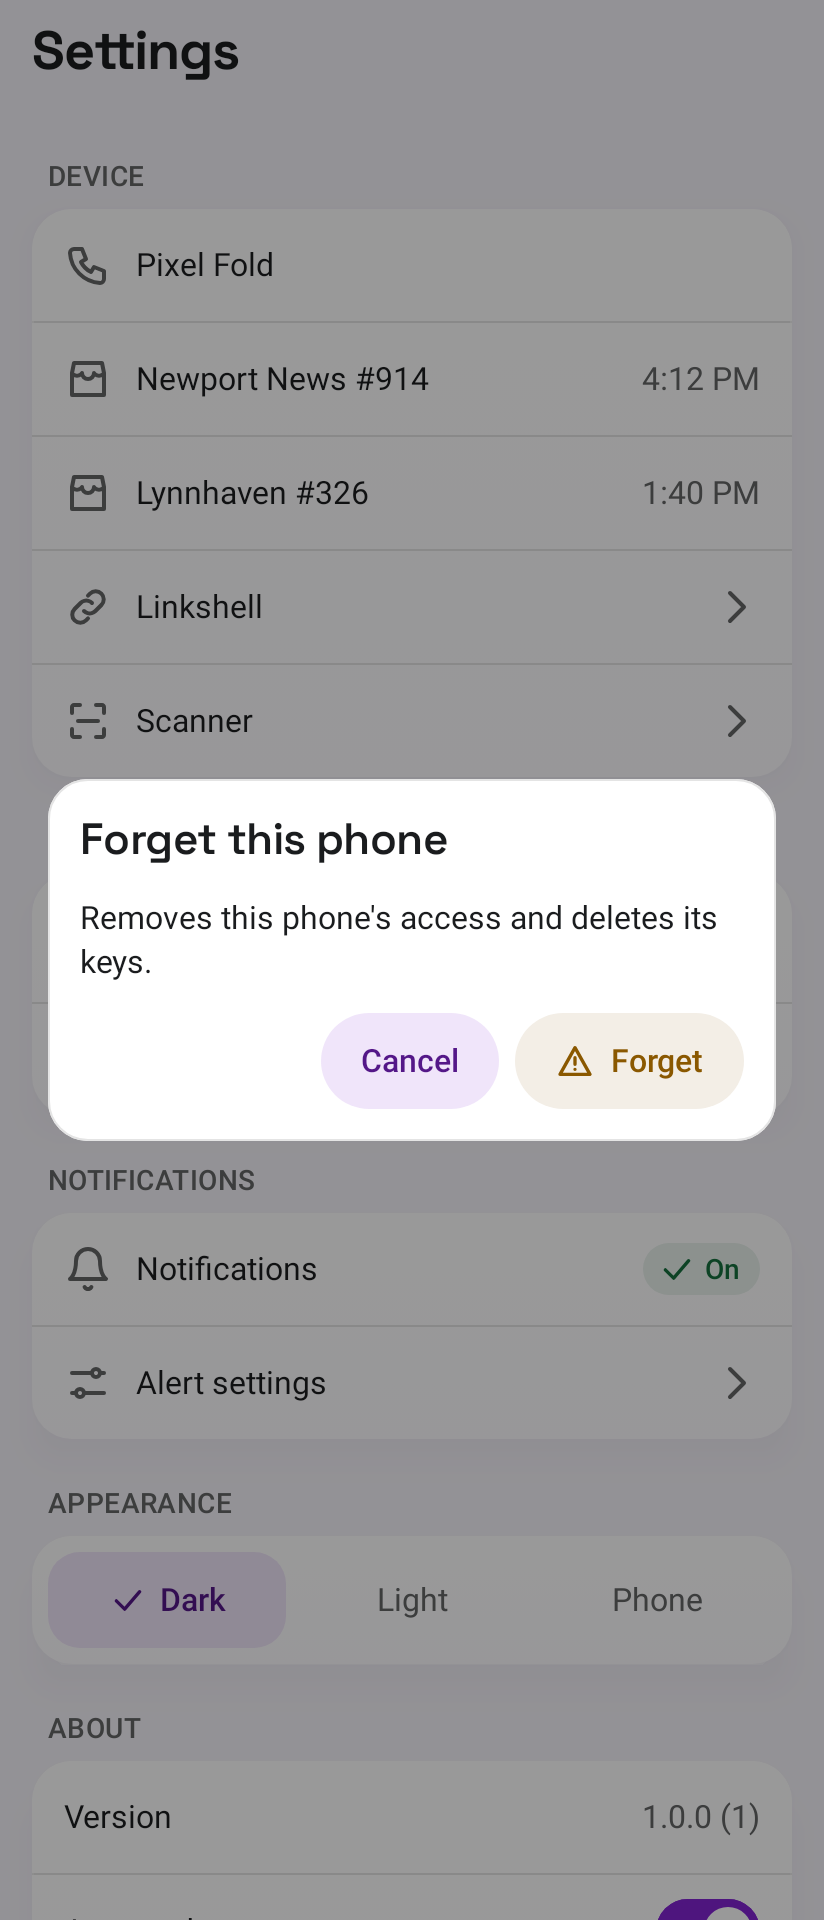 Settings
DEVICE
Pixel Fold
Newport News #914 4:12 PM
Lynnhaven #326 1:40 PM
Linkshell
Scanner
Forget this phone
Removes this phone's access and deletes its
keys.
Cancel Forget
NOTIFICATIONS
Notifications On
Alert settings
APPEARANCE
Dark Light Phone
ABOUT
Version 1.0.0 (1)